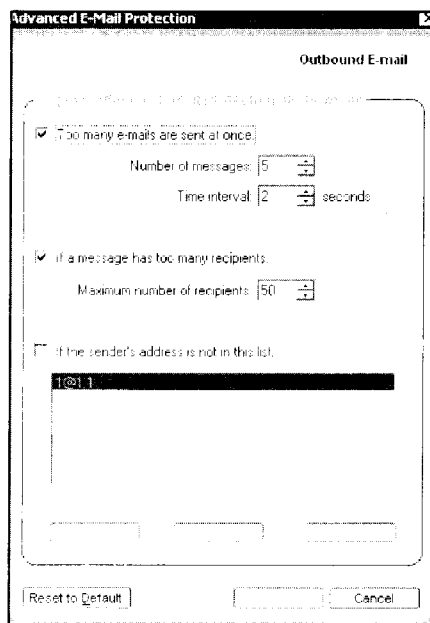 Advanced E-Mail Protection
Outbound E-mail
Too many e-mails are sent at once.
Number of messages: 5
Time interval: 2 seconds
If a message has too many recipients.
Maximum number of recipients: 50
If the sender's address is not in this list.
1@1.1
Reset to Default
Cancel